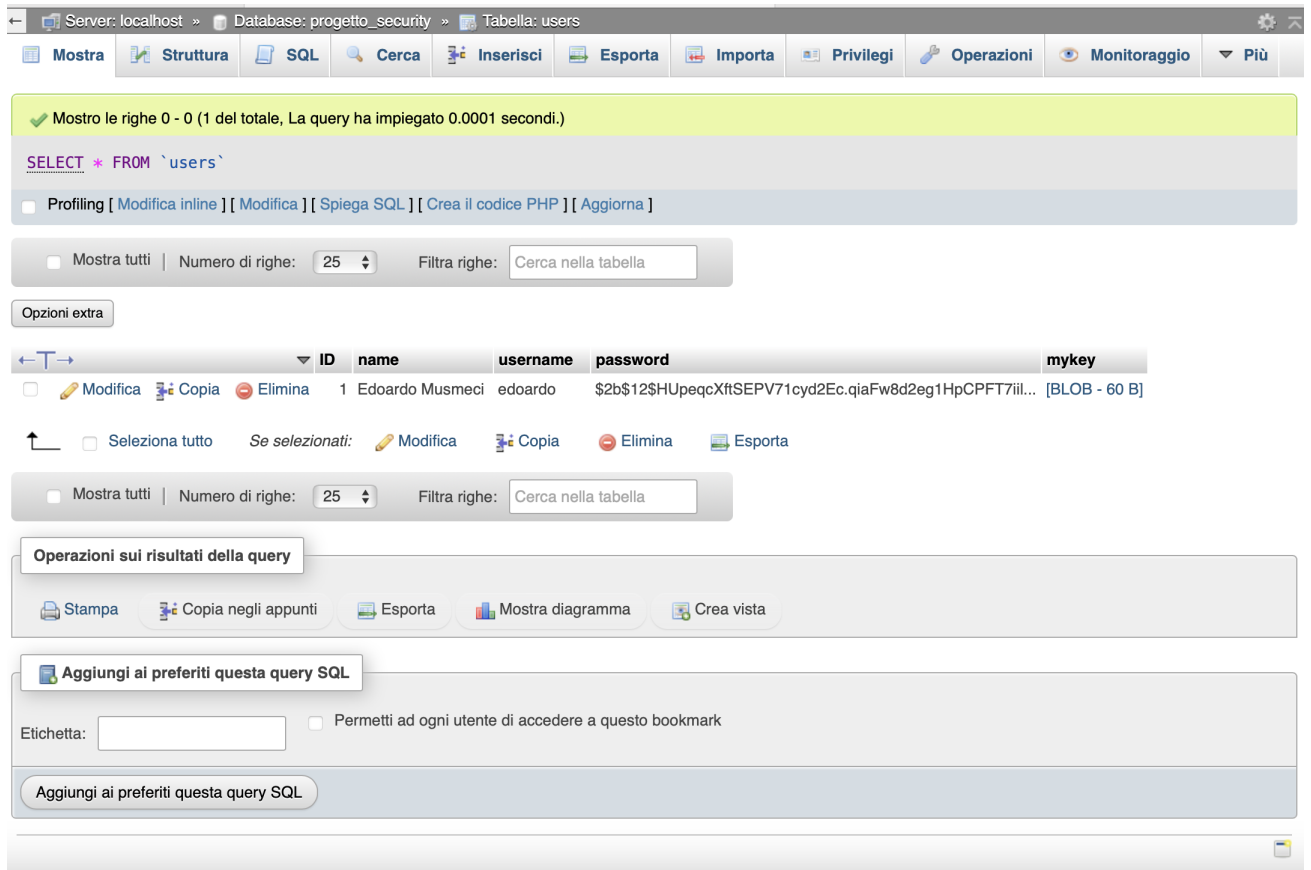 ← Server: localhost » Database: progetto_security » Tabella: users
Mostra Struttura SQL Cerca Inserisci Esporta Importa Privilegi Operazioni Monitoraggio Più
Mostro le righe 0 - 0 (1 del totale, La query ha impiegato 0.0001 secondi.)
SELECT * FROM `users`
Profiling [ Modifica inline ] [ Modifica ] [ Spiega SQL ] [ Crea il codice PHP ] [ Aggiorna ]
Mostra tutti | Numero di righe: 25 Filtra righe: Cerca nella tabella
Opzioni extra
←T→ ID name username password mykey
Modifica Copia Elimina 1 Edoardo Musmeci edoardo $2b$12$HUpeqcXftSEPV71cyd2Ec.qiaFw8d2eg1HpCPFT7iil... [BLOB - 60 B]
Seleziona tutto Se selezionati: Modifica Copia Elimina Esporta
Mostra tutti | Numero di righe: 25 Filtra righe: Cerca nella tabella
Operazioni sui risultati della query
Stampa Copia negli appunti Esporta Mostra diagramma Crea vista
Aggiungi ai preferiti questa query SQL
Etichetta: Permetti ad ogni utente di accedere a questo bookmark
Aggiungi ai preferiti questa query SQL